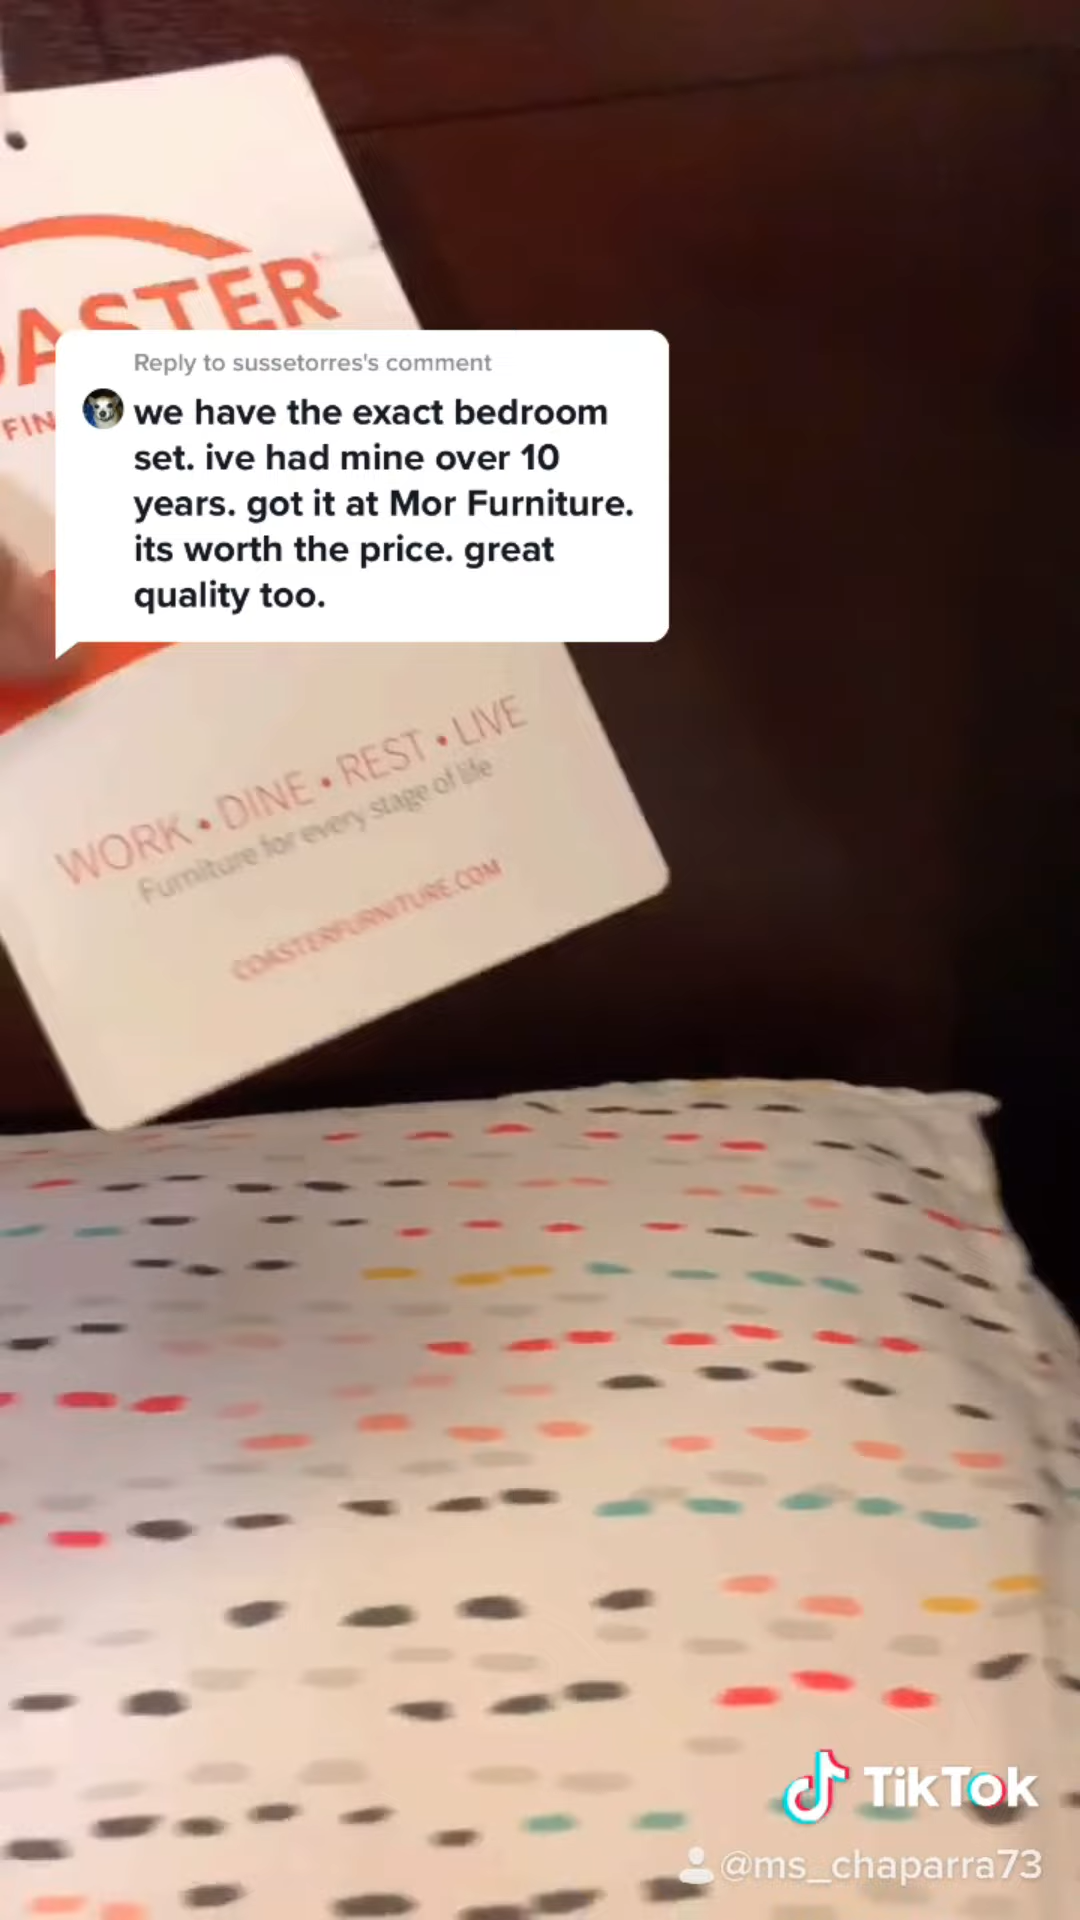 ASTER
FIN
Reply to sussetorres's comment
we have the exact bedroom
set. ive had mine over 10
years. got it at Mor Furniture.
its worth the price. great
quality too.
WORK • DINE • REST • LIVE
Furniture for every stage of life
COASTERFURNITURE.COM
TikTok
@ms_chaparra73